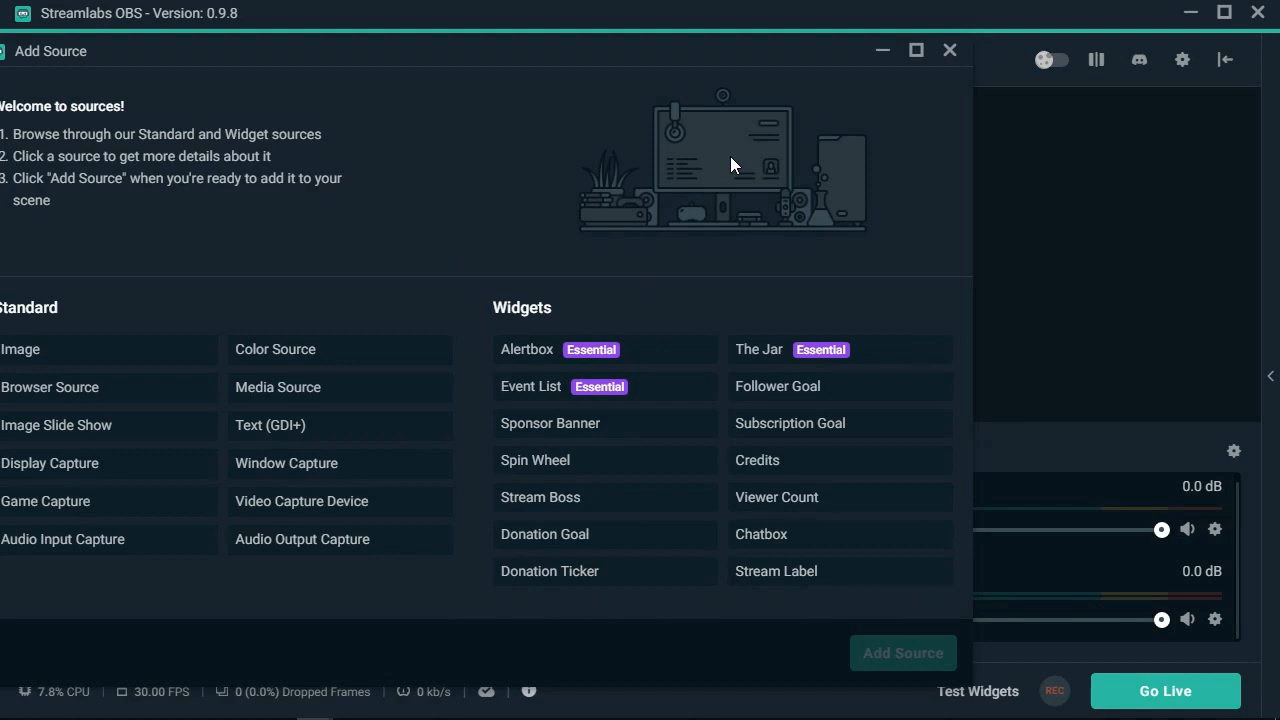 Streamlabs OBS - Version: 0.9.8
Add Source
Welcome to sources!
1. Browse through our Standard and Widget sources
2. Click a source to get more details about it
3. Click "Add Source" when you're ready to add it to your
scene
Standard
Image
Color Source
Browser Source
Media Source
Image Slide Show
Text (GDI+)
Display Capture
Window Capture
Game Capture
Video Capture Device
Audio Input Capture
Audio Output Capture
Widgets
Alertbox Essential
The Jar Essential
Event List Essential
Follower Goal
Sponsor Banner
Subscription Goal
Spin Wheel
Credits
Stream Boss
Viewer Count
Donation Goal
Chatbox
Donation Ticker
Stream Label
Add Source
0.0 dB
0.0 dB
7.8% CPU
30.00 FPS
0 (0.0%) Dropped Frames
0 kb/s
Test Widgets
REC
Go Live